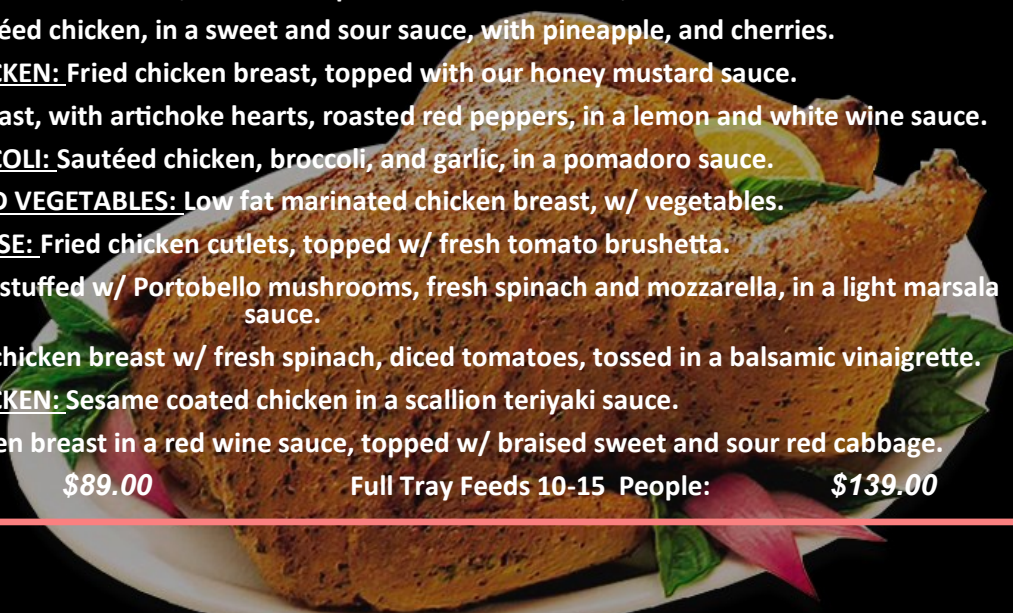 éed chicken, in a sweet and sour sauce, with pineapple, and cherries.
CKEN: Fried chicken breast, topped with our honey mustard sauce.
ast, with artichoke hearts, roasted red peppers, in a lemon and white wine sauce.
COLI: Sautéed chicken, broccoli, and garlic, in a pomadoro sauce.
D VEGETABLES: Low fat marinated chicken breast, w/ vegetables.
SE: Fried chicken cutlets, topped w/ fresh tomato brushetta.
stuffed w/ Portobello mushrooms, fresh spinach and mozzarella, in a light marsala
sauce.
chicken breast w/ fresh spinach, diced tomatoes, tossed in a balsamic vinaigrette.
CKEN: Sesame coated chicken in a scallion teriyaki sauce.
en breast in a red wine sauce, topped w/ braised sweet and sour red cabbage.
$89.00 Full Tray Feeds 10-15 People: $139.00